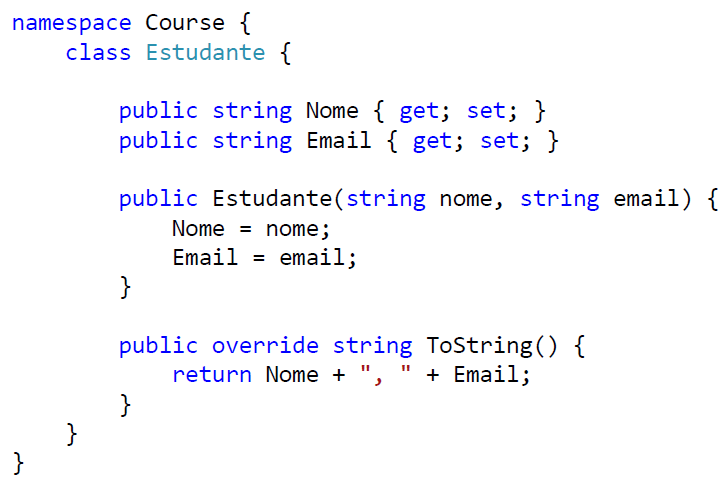 namespace Course {
    class Estudante {

        public string Nome { get; set; }
        public string Email { get; set; }

        public Estudante(string nome, string email) {
            Nome = nome;
            Email = email;
        }

        public override string ToString() {
            return Nome + ", " + Email;
        }
    }
}